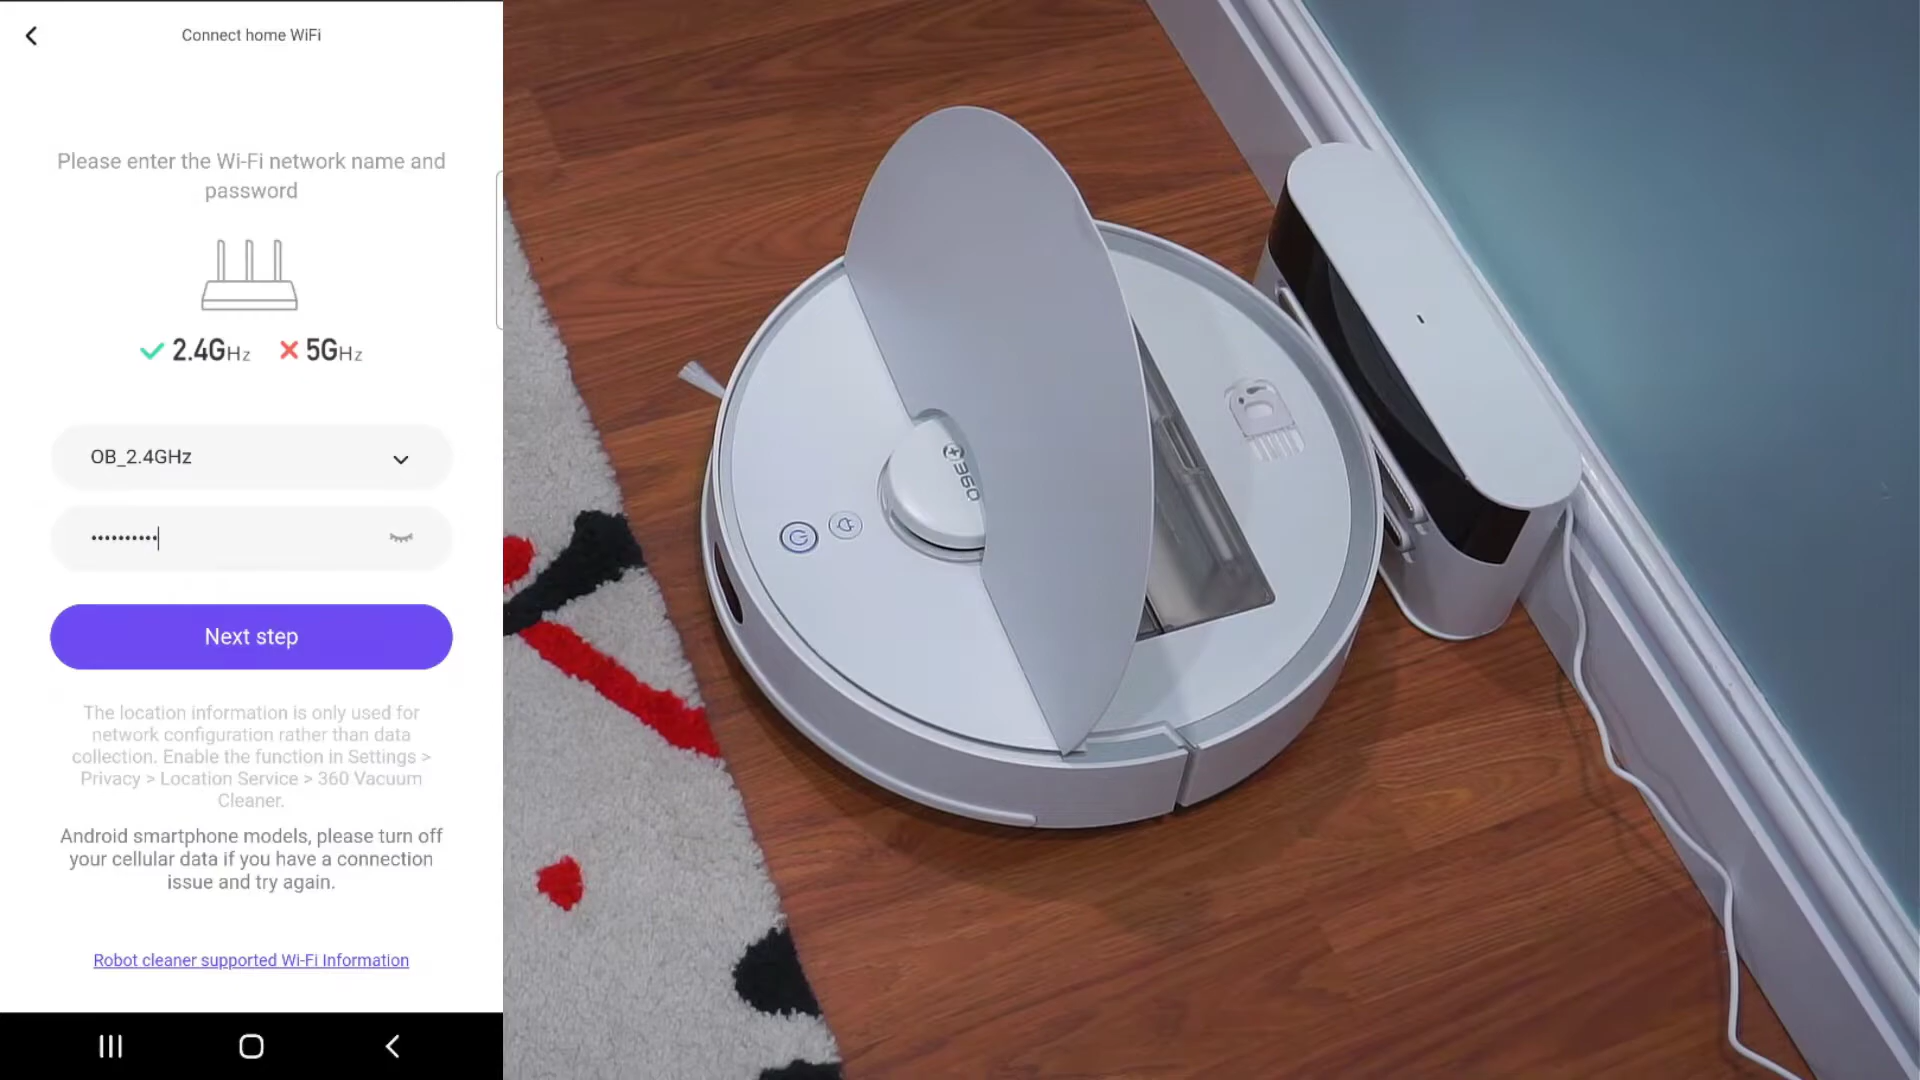 Connect home WiFi
Please enter the Wi-Fi network name and
password
2.4GHz 5GHz
OB_2.4GHz
••••••••••
Next step
The location information is only used for
network configuration rather than data
collection. Enable the function in Settings >
Privacy > Location Service > 360 Vacuum
Cleaner.
Android smartphone models, please turn off
your cellular data if you have a connection
issue and try again.
Robot cleaner supported Wi-Fi Information
360